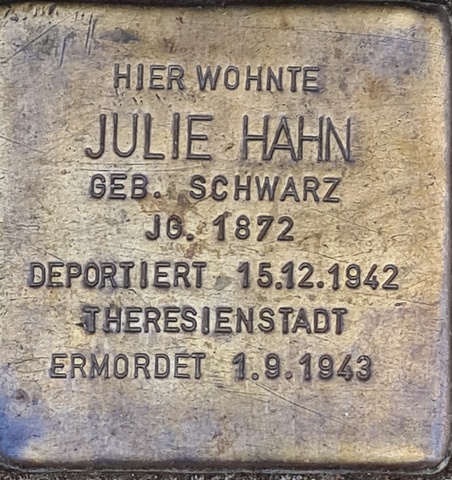 HIER WOHNTE
JULIE HAHN
GEB. SCHWARZ
JG. 1872
DEPORTIERT 15.12.1942
THERESIENSTADT
ERMORDET 1.9.1943